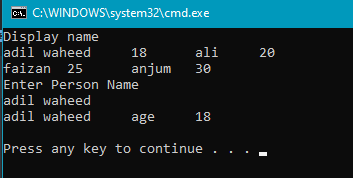 C:\WINDOWS\system32\cmd.exe
Display name
adil waheed     18      ali     20
faizan  25      anjum   30
Enter Person Name
adil waheed
adil waheed     age     18
Press any key to continue . . .